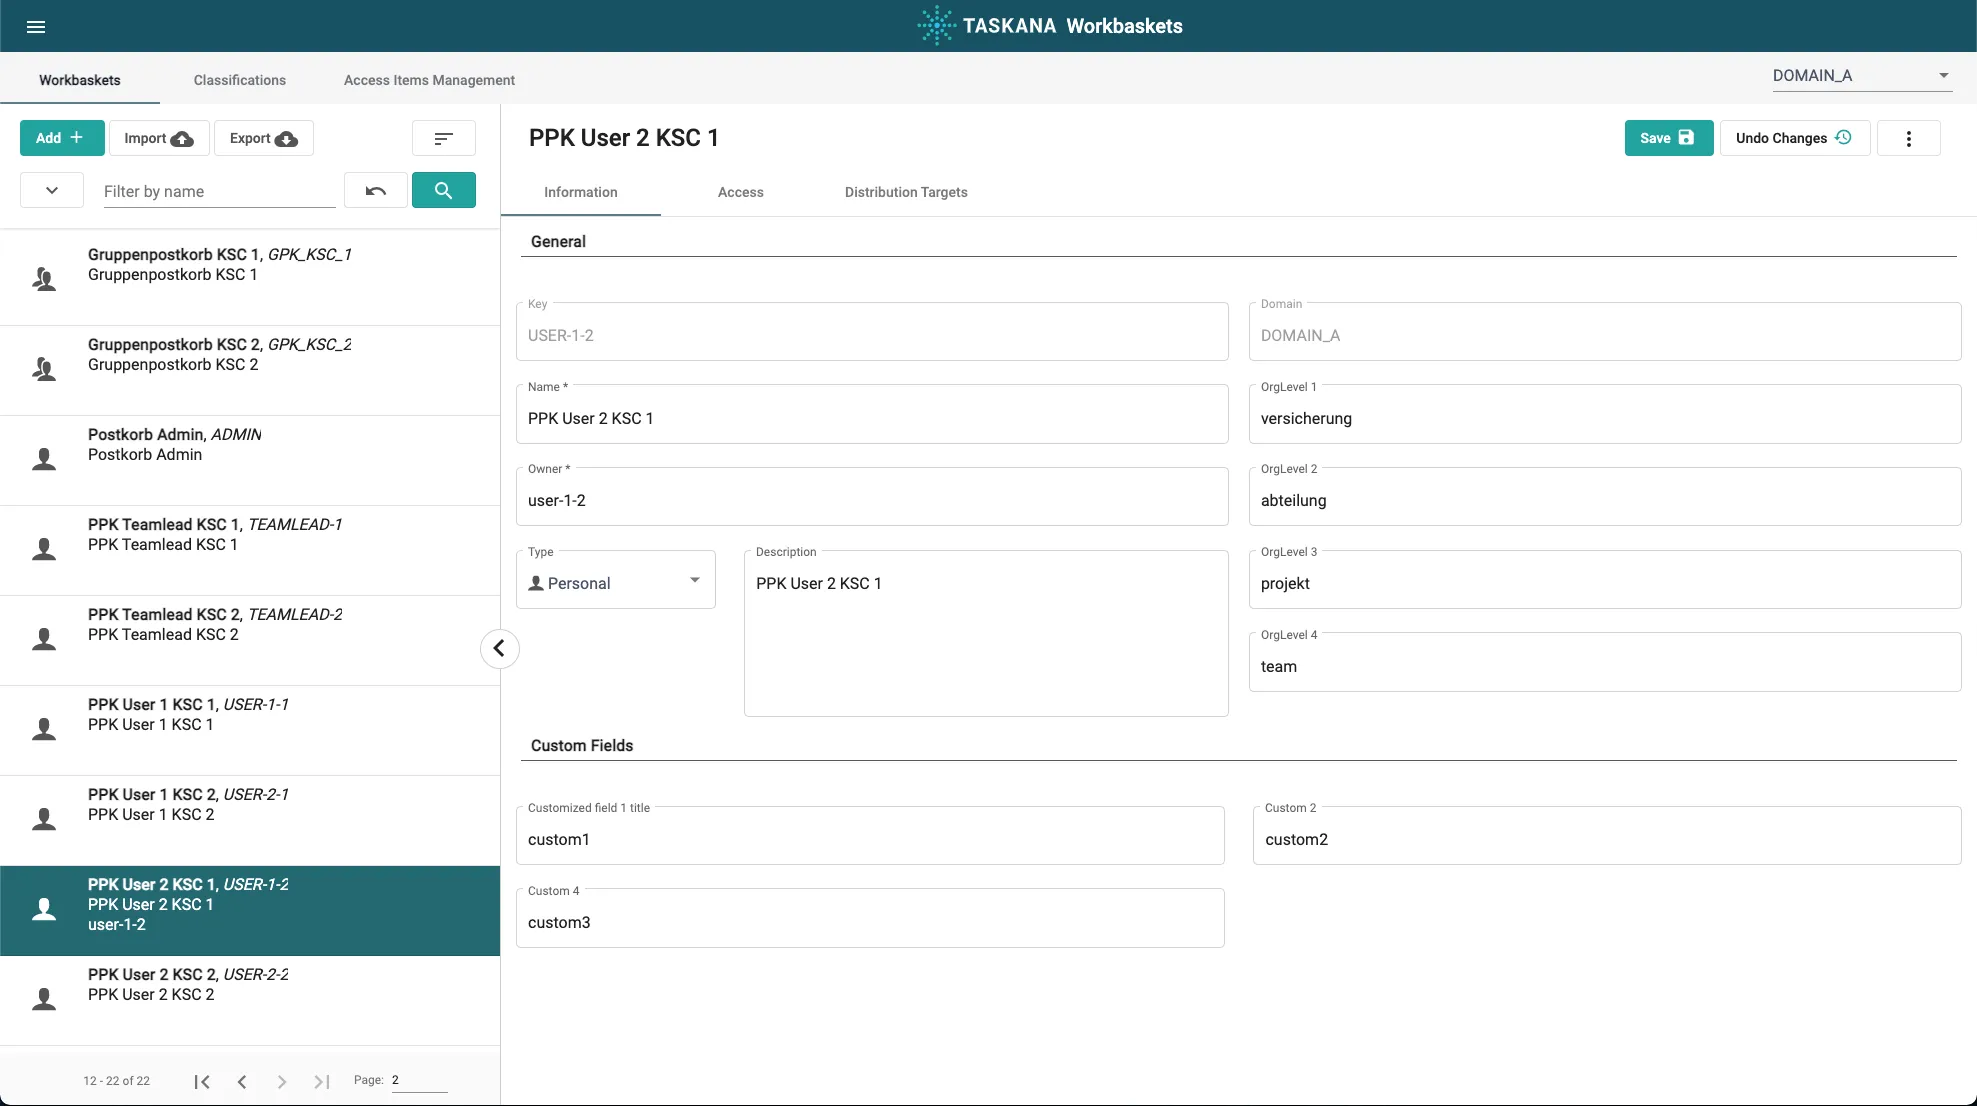 TASKANA Workbaskets
Workbaskets
Classifications
Access Items Management
DOMAIN_A
Add
Import
Export
Filter by name
Gruppenpostkorb KSC 1, GPK_KSC_1
Gruppenpostkorb KSC 1
Gruppenpostkorb KSC 2, GPK_KSC_2
Gruppenpostkorb KSC 2
Postkorb Admin, ADMIN
Postkorb Admin
PPK Teamlead KSC 1, TEAMLEAD-1
PPK Teamlead KSC 1
PPK Teamlead KSC 2, TEAMLEAD-2
PPK Teamlead KSC 2
PPK User 1 KSC 1, USER-1-1
PPK User 1 KSC 1
PPK User 1 KSC 2, USER-2-1
PPK User 1 KSC 2
PPK User 2 KSC 1, USER-1-2
PPK User 2 KSC 1
user-1-2
PPK User 2 KSC 2, USER-2-2
PPK User 2 KSC 2
12 - 22 of 22
Page: 2
PPK User 2 KSC 1
Save
Undo Changes
Information
Access
Distribution Targets
General
Key
USER-1-2
Domain
DOMAIN_A
Name *
PPK User 2 KSC 1
OrgLevel 1
versicherung
Owner *
user-1-2
OrgLevel 2
abteilung
Type
Personal
Description
PPK User 2 KSC 1
OrgLevel 3
projekt
OrgLevel 4
team
Custom Fields
Customized field 1 title
custom1
Custom 2
custom2
Custom 4
custom3